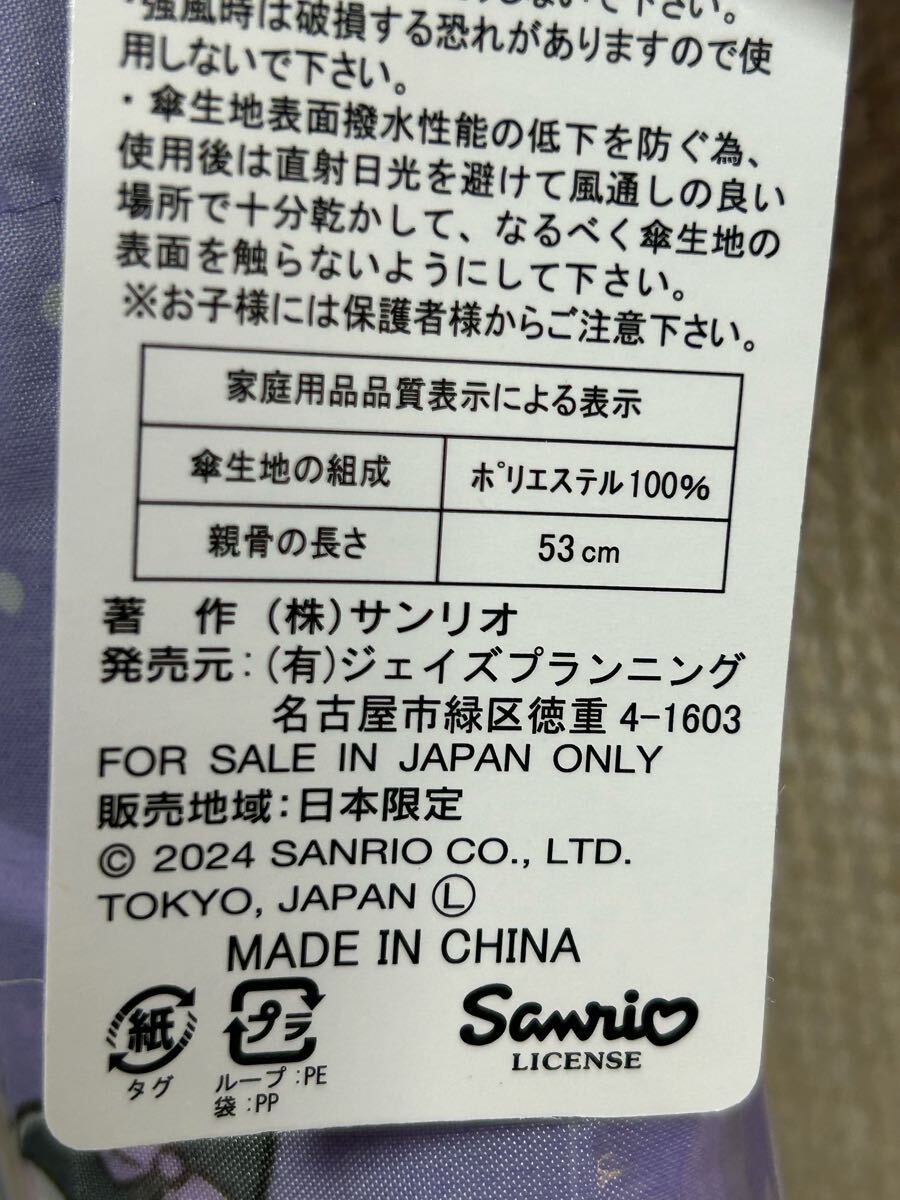 ないで下さい。
・強風時は破損する恐れがありますので使
用しないで下さい。
・傘生地表面撥水性能の低下を防ぐ為、
使用後は直射日光を避けて風通しの良い
場所で十分乾かして、なるべく傘生地の
表面を触らないようにして下さい。
※お子様には保護者様からご注意下さい。
家庭用品品質表示による表示
傘生地の組成 ポリエステル100%
親骨の長さ 53cm
著 作 (株)サンリオ
発売元:(有)ジェイズプランニング
名古屋市緑区徳重 4-1603
FOR SALE IN JAPAN ONLY
販売地域:日本限定
© 2024 SANRIO CO., LTD.
TOKYO, JAPAN Ⓛ
MADE IN CHINA
紙 プラ Sanrio
タグ ループ:PE LICENSE
袋:PP